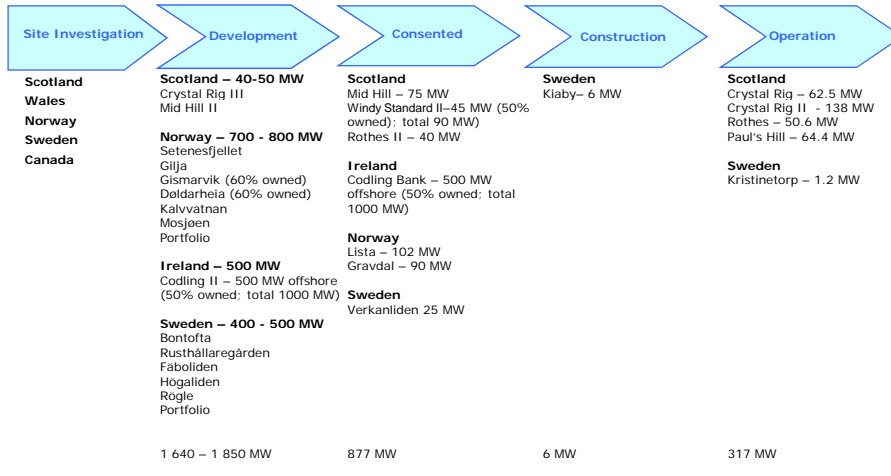 Site Investigation
Development
Consented
Construction
Operation
Scotland
Wales
Norway
Sweden
Canada
Scotland – 40-50 MW
Crystal Rig III
Mid Hill II
Norway – 700 - 800 MW
Setenesfjellet
Gilja
Gismarvik (60% owned)
Døldarheia (60% owned)
Kalvvatnan
Mosjøen
Portfolio
Ireland – 500 MW
Codling II – 500 MW offshore
(50% owned; total 1000 MW)
Sweden – 400 - 500 MW
Bontofta
Rusthållaregården
Fäboliden
Högaliden
Rögle
Portfolio
1 640 – 1 850 MW
Scotland
Mid Hill – 75 MW
Windy Standard II–45 MW (50%
owned); total 90 MW)
Rothes II – 40 MW
Ireland
Codling Bank – 500 MW
offshore (50% owned; total
1000 MW)
Norway
Lista – 102 MW
Gravdal – 90 MW
Sweden
Verkanliden 25 MW
877 MW
Sweden
Kiaby– 6 MW
6 MW
Scotland
Crystal Rig – 62.5 MW
Crystal Rig II - 138 MW
Rothes – 50.6 MW
Paul's Hill – 64.4 MW
Sweden
Kristinetorp – 1.2 MW
317 MW